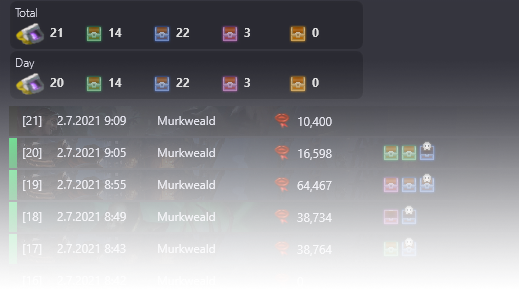 Total
21 14 22 3 0
Day
20 14 22 3 0
[21] 2.7.2021 9:09 Murkweald 10,400
[20] 2.7.2021 9:05 Murkweald 16,598
[19] 2.7.2021 8:55 Murkweald 64,467
[18] 2.7.2021 8:49 Murkweald 38,734
[17] 2.7.2021 8:43 Murkweald 38,764